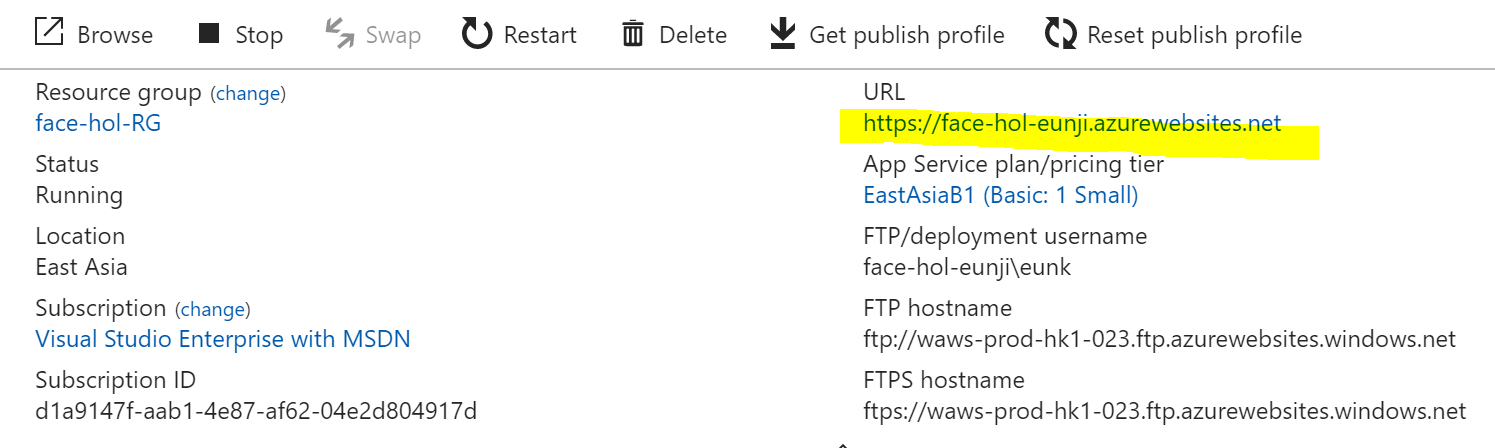 Browse Stop Swap Restart Delete Get publish profile Reset publish profile
Resource group (change)
face-hol-RG
Status
Running
Location
East Asia
Subscription (change)
Visual Studio Enterprise with MSDN
Subscription ID
d1a9147f-aab1-4e87-af62-04e2d804917d
URL
https://face-hol-eunji.azurewebsites.net
App Service plan/pricing tier
EastAsiaB1 (Basic: 1 Small)
FTP/deployment username
face-hol-eunji\eunk
FTP hostname
ftp://waws-prod-hk1-023.ftp.azurewebsites.windows.net
FTPS hostname
ftps://waws-prod-hk1-023.ftp.azurewebsites.windows.net